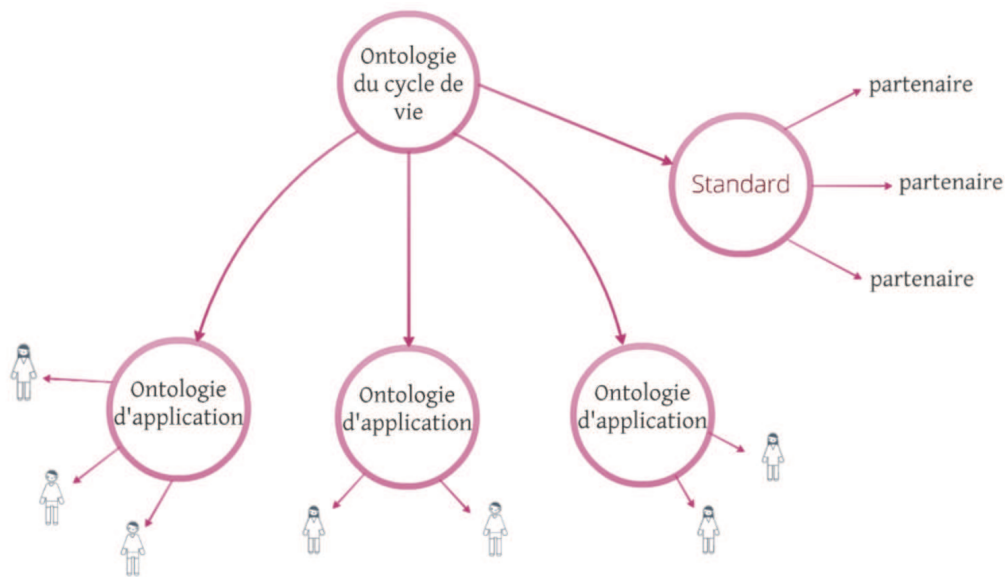 Ontologie
du cycle de
vie
partenaire
Standard
partenaire
partenaire
Ontologie
d'application
Ontologie
d'application
Ontologie
d'application